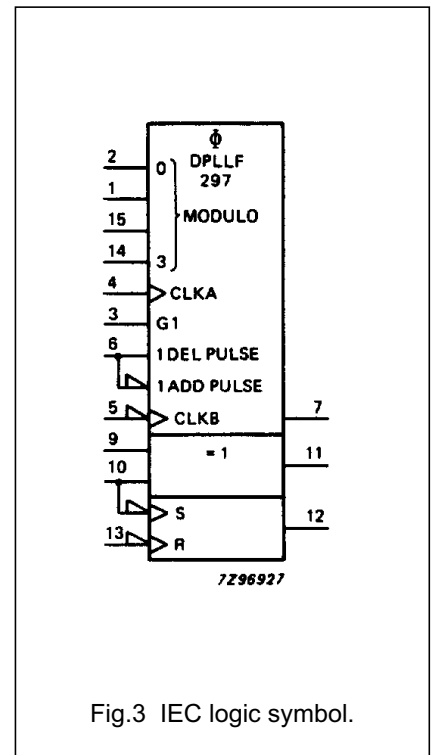 Φ
DPLLF
297
2 0
1 MODULO
15
14 3
4 CLKA
3 G1
6 1 DEL PULSE
1 ADD PULSE
5 CLKB 7
9 = 1
10 11
S 12
13 R
7Z96927
Fig.3 IEC logic symbol.